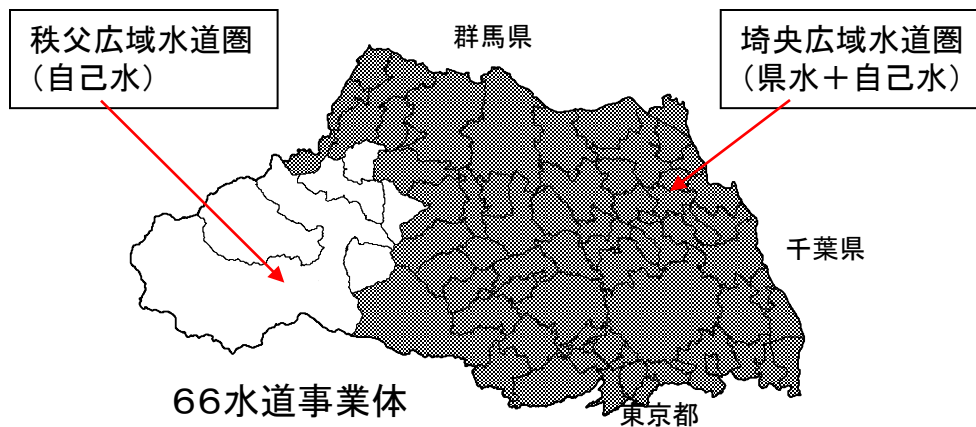 秩父広域水道圏
（自己水）
群馬県
埼央広域水道圏
（県水＋自己水）
千葉県
６６水道事業体
東京都